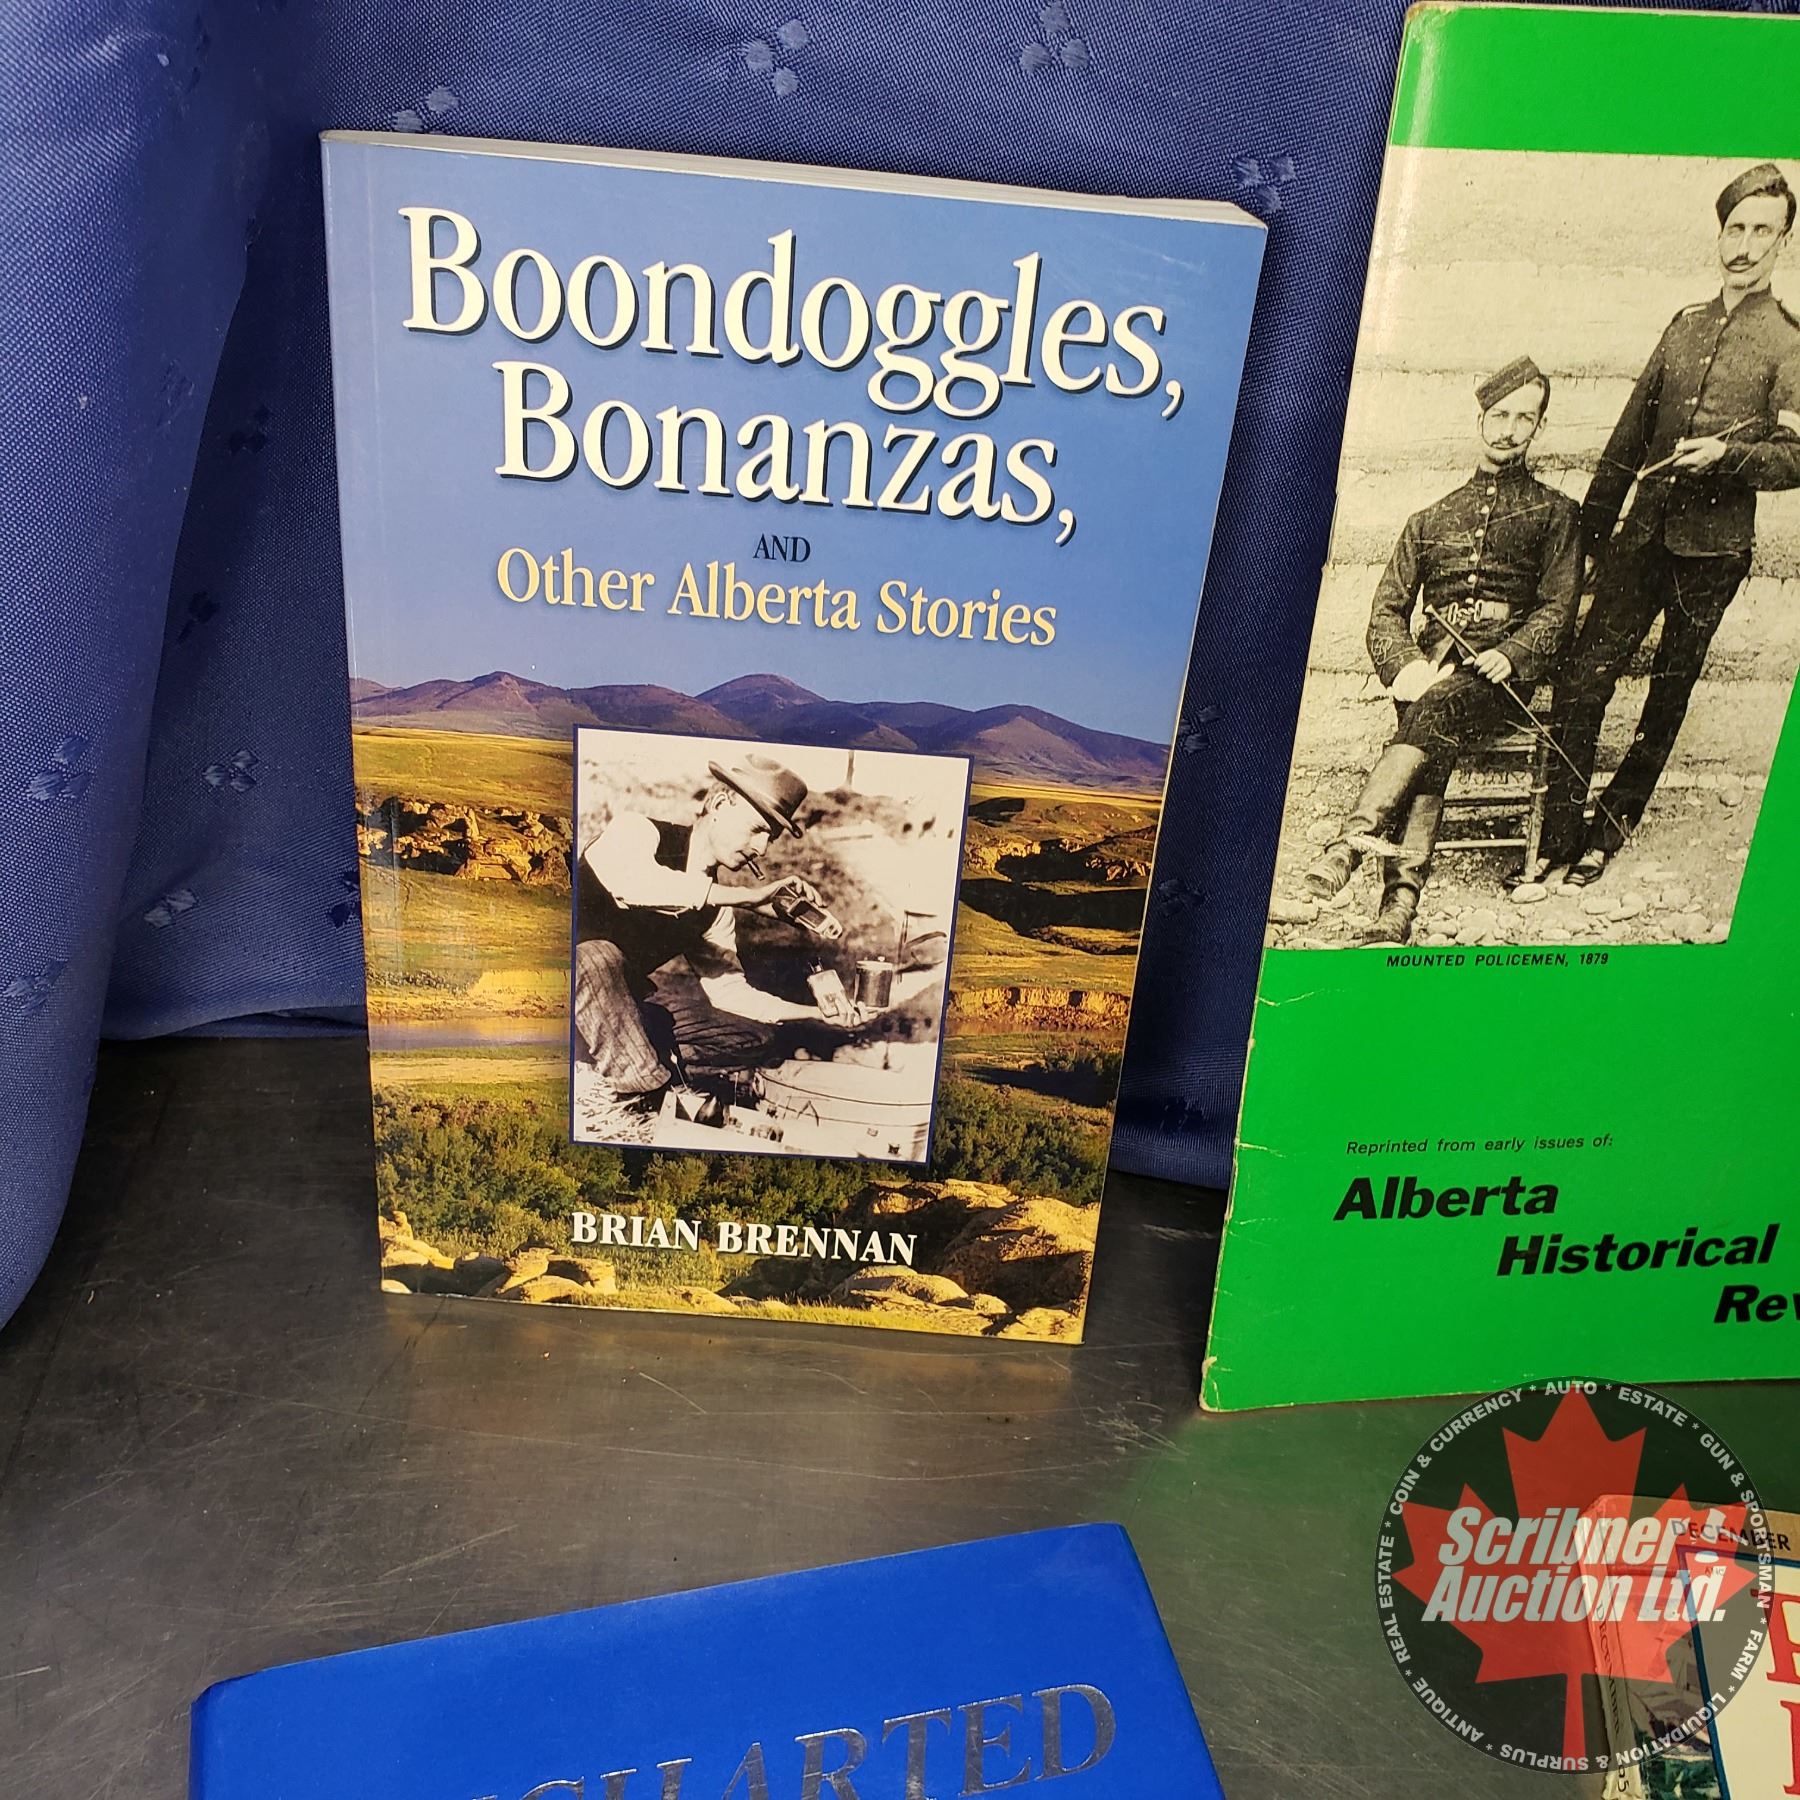 Boondoggles,
Bonanzas,
AND
Other Alberta Stories
BRIAN BRENNAN
MOUNTED POLICEMEN, 1879
Reprinted from early issues of:
Alberta
Historical
DECEMBER
COIN & CURRENCY * AUTO * ESTATE * GUN & SPORTSMAN * FARM * LIQUIDATION & SURPLUS * ANTIQUE * REAL ESTATE *
Scribner!
Auction Ltd.